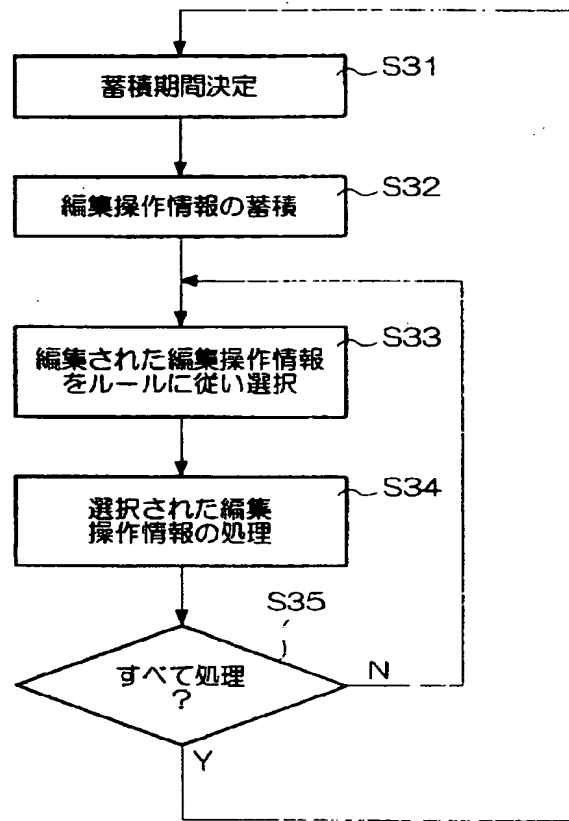 蓄積期間決定
S31
編集操作情報の蓄積
S32
編集された編集操作情報
をルールに従い選択
S33
選択された編集
操作情報の処理
S34
S35
すべて処理
?
N
Y